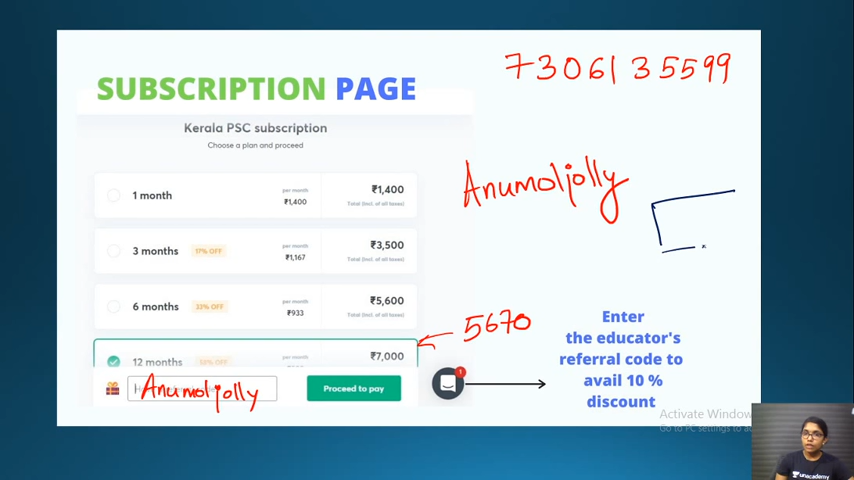 7306135599
SUBSCRIPTION PAGE
Kerala PSC subscription
Choose a plan and proceed
1 month
per month
₹1,400
₹1,400
Total (Incl. of all taxes)
3 months
17% OFF
per month
₹1,167
₹3,500
Total (Incl. of all taxes)
6 months
33% OFF
per month
₹933
₹5,600
Total (Incl. of all taxes)
12 months
50% OFF
₹7,000
Anumoljolly
Proceed to pay
1
Anumoljolly
5670
Enter
the educator's
referral code to
avail 10 %
discount
Activate Window
Go to PC settings to a
unacademy